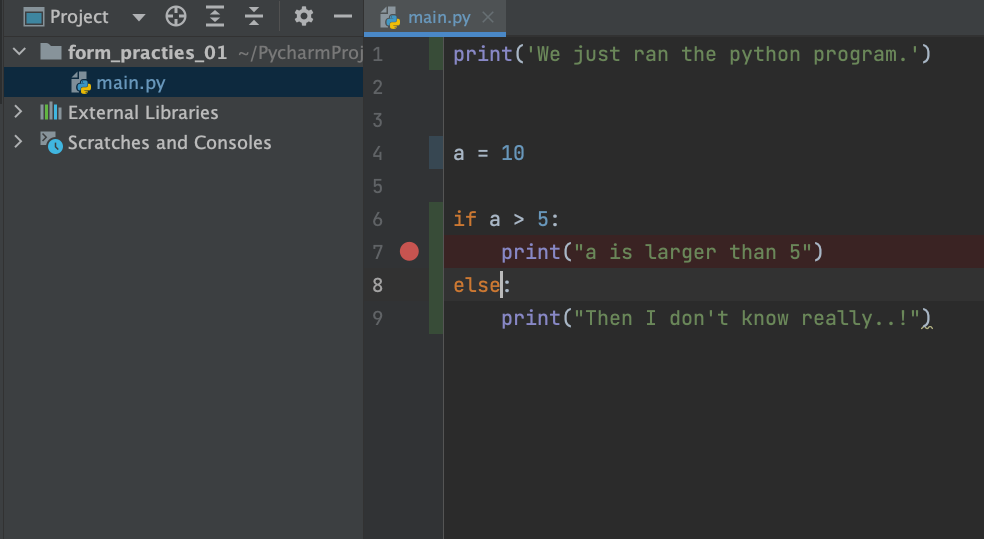 Project
form_practies_01 ~/PycharmProj
main.py
External Libraries
Scratches and Consoles
main.py
1 print('We just ran the python program.')
2
3
4 a = 10
5
6 if a > 5:
7     print("a is larger than 5")
8 else:
9     print("Then I don't know really..!")